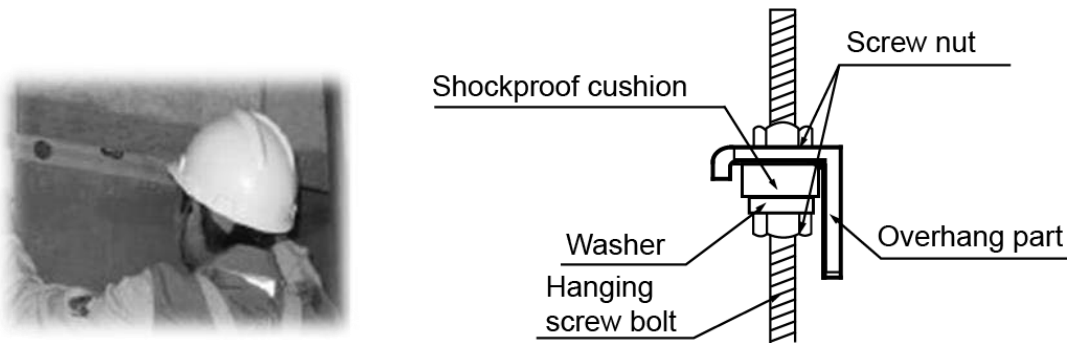 Screw nut
Shockproof cushion
Washer
Overhang part
Hanging
screw bolt